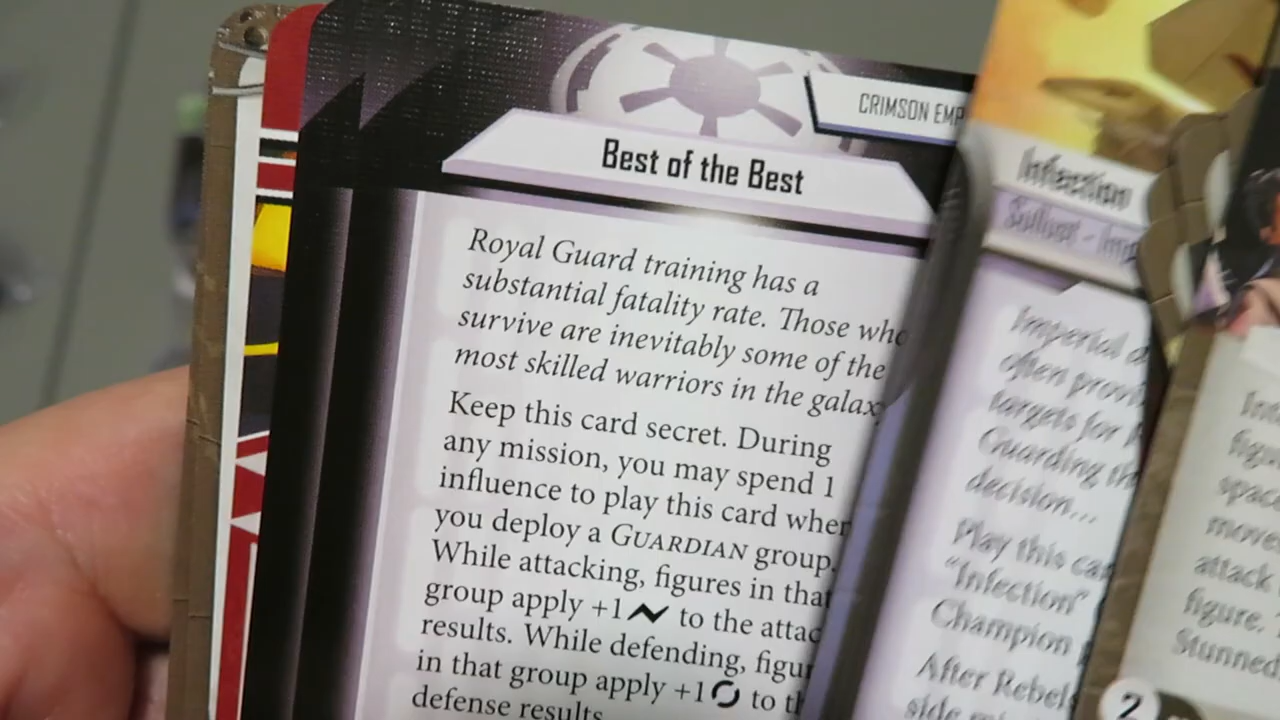 CRIMSON EMP
Best of the Best
Royal Guard training has a
substantial fatality rate. Those who
survive are inevitably some of the
most skilled warriors in the galaxy
Keep this card secret. During
any mission, you may spend 1
influence to play this card when
you deploy a GUARDIAN group.
While attacking, figures in that
group apply +1 to the attac
results. While defending, figur
in that group apply +1 to th
defense results.
Infection
Imperial
often provi
targets for
Guarding th
decision...
Play this ca
"Infection"
Champion
After Rebel
side mi
Int
figu
spac
move
attack
figure.
Stunned
2